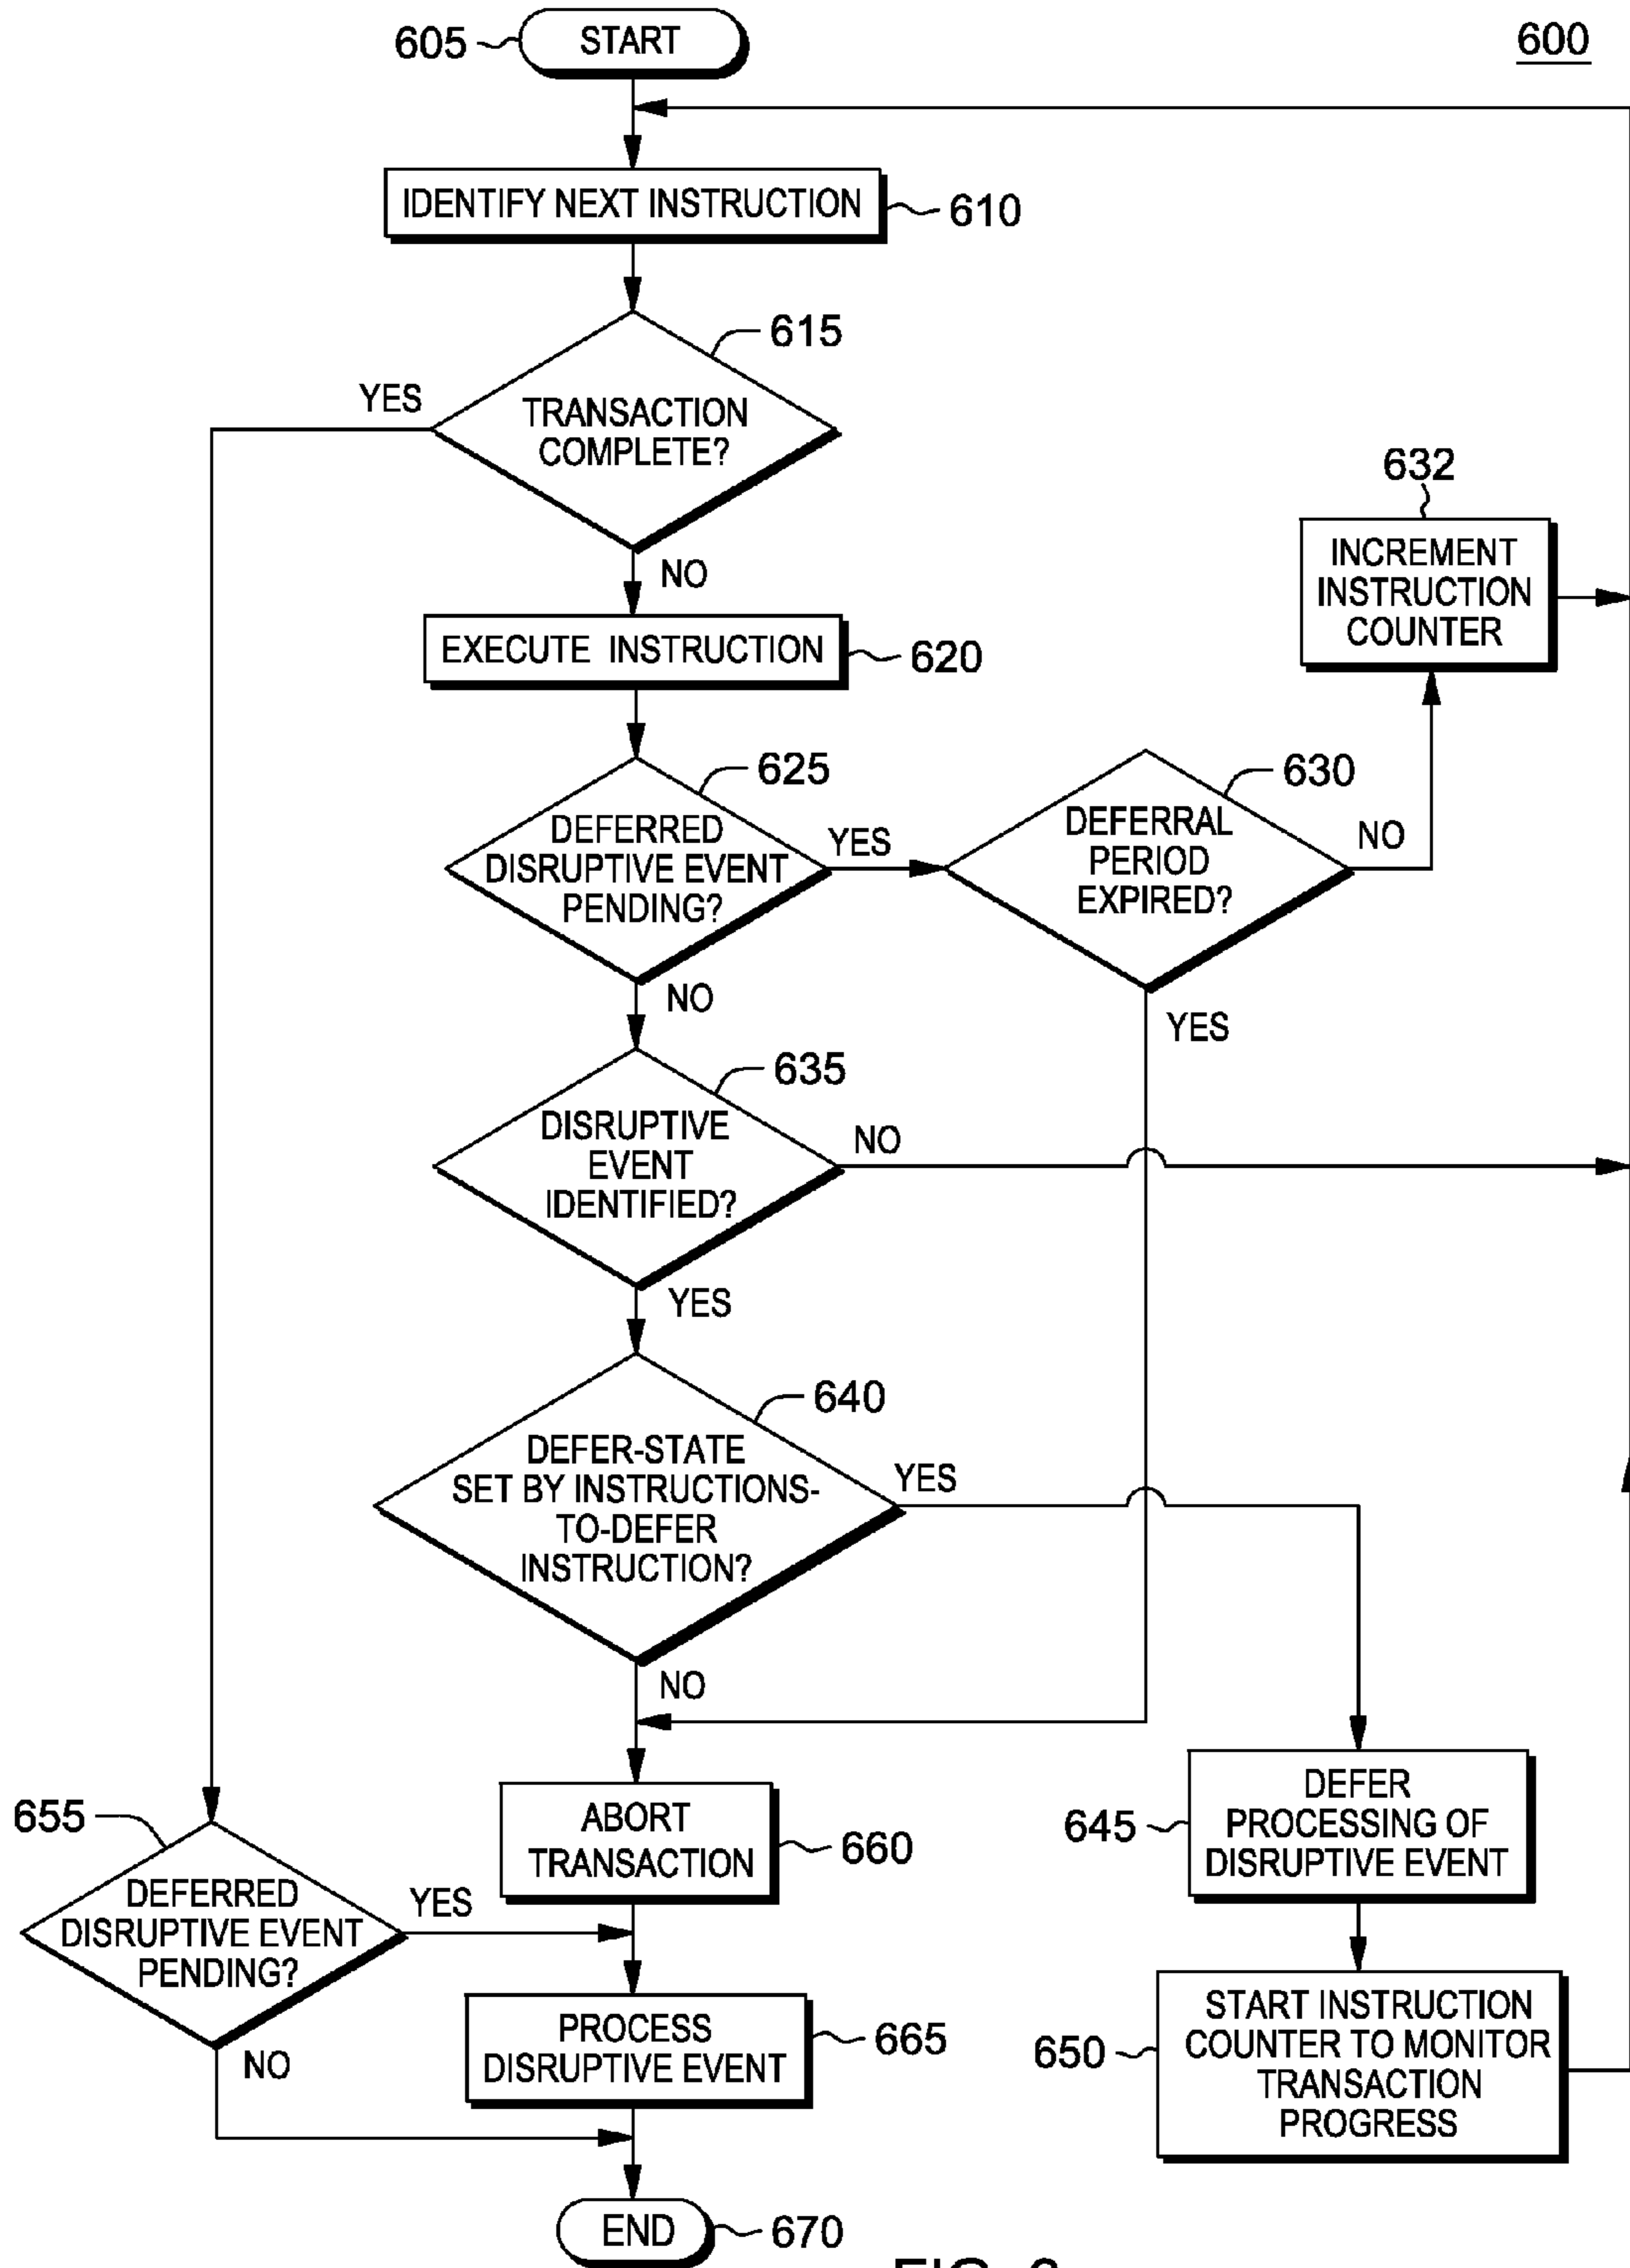 600
605
START
IDENTIFY NEXT INSTRUCTION
610
615
YES
TRANSACTION
COMPLETE?
NO
632
INCREMENT
INSTRUCTION
COUNTER
EXECUTE INSTRUCTION
620
625
DEFERRED
DISRUPTIVE EVENT
PENDING?
YES
NO
630
DEFERRAL
PERIOD
EXPIRED?
NO
YES
635
DISRUPTIVE
EVENT
IDENTIFIED?
NO
YES
640
DEFER-STATE
SET BY INSTRUCTIONS-
TO-DEFER
INSTRUCTION?
YES
NO
655
DEFERRED
DISRUPTIVE EVENT
PENDING?
YES
NO
ABORT
TRANSACTION
660
645
DEFER
PROCESSING OF
DISRUPTIVE EVENT
PROCESS
DISRUPTIVE EVENT
665
650
START INSTRUCTION
COUNTER TO MONITOR
TRANSACTION
PROGRESS
END
670